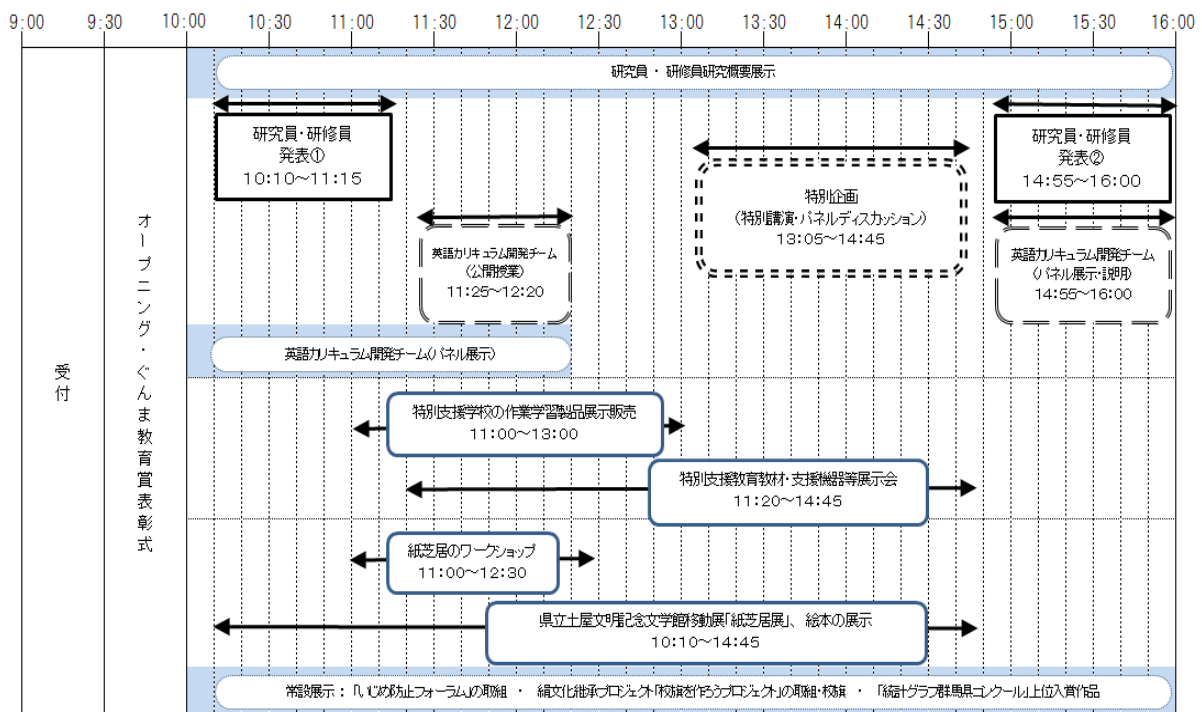 9:00 9:30 10:00 10:30 11:00 11:30 12:00 12:30 13:00 13:30 14:00 14:30 15:00 15:30 16:00
受付
オープニング・ぐんま教育賞表彰式
研究員・研修員研究概要展示
研究員・研修員
発表①
10:10～11:15
英語カリキュラム開発チーム
(公開授業)
11:25～12:20
特別企画
(特別講演・パネルディスカッション)
13:05～14:45
研究員・研修員
発表②
14:55～16:00
英語カリキュラム開発チーム
(パネル展示・説明)
14:55～16:00
英語カリキュラム開発チーム(パネル展示)
特別支援学校の作業学習製品展示販売
11:00～13:00
特別支援教育教材・支援機器等展示会
11:20～14:45
紙芝居のワークショップ
11:00～12:30
県立土屋文明記念文学館移動展「紙芝居展」、絵本の展示
10:10～14:45
常設展示：「いじめ防止フォーラム」の取組 ・ 絹文化継承プロジェクト「校旗を作ろうプロジェクト」の取組・校旗 ・ 「統計グラフ群馬県コンクール」上位入賞作品